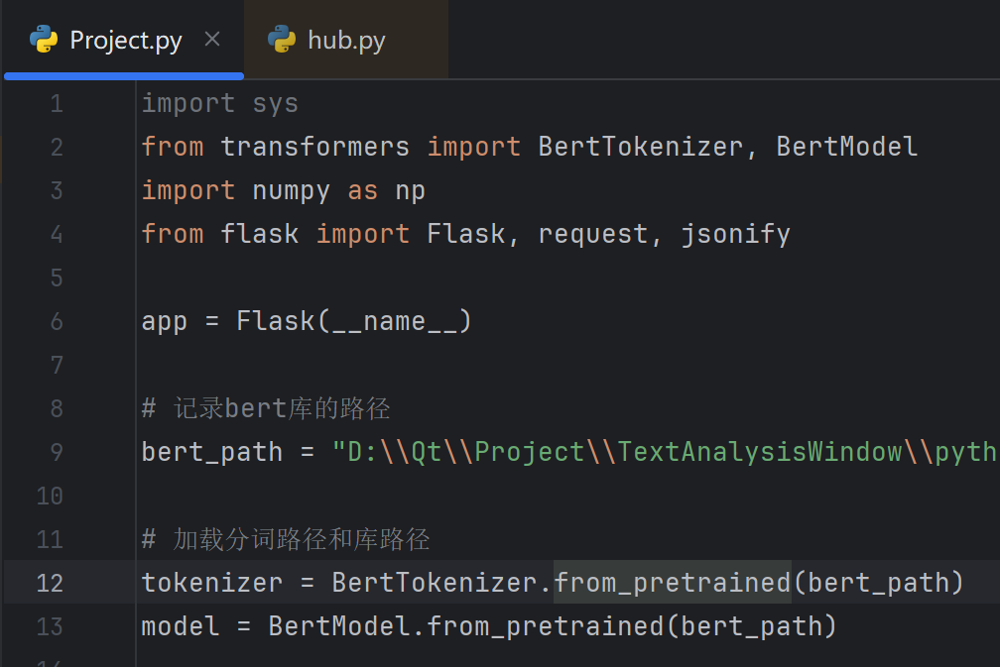 Project.py hub.py
1 import sys
2 from transformers import BertTokenizer, BertModel
3 import numpy as np
4 from flask import Flask, request, jsonify
5
6 app = Flask(__name__)
7
8 # 记录bert库的路径
9 bert_path = "D:\\Qt\\Project\\TextAnalysisWindow\\pyth
10
11 # 加载分词路径和库路径
12 tokenizer = BertTokenizer.from_pretrained(bert_path)
13 model = BertModel.from_pretrained(bert_path)